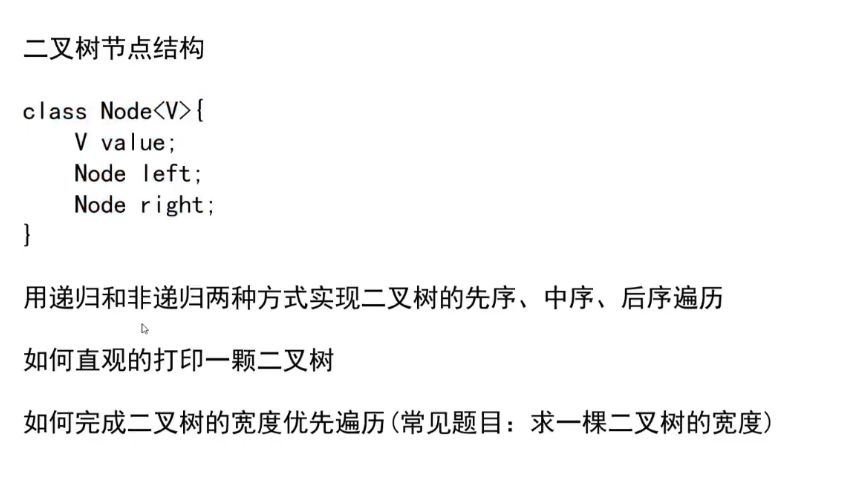 二叉树节点结构
class Node<V>{
    V value;
    Node left;
    Node right;
}
用递归和非递归两种方式实现二叉树的先序、中序、后序遍历
如何直观的打印一颗二叉树
如何完成二叉树的宽度优先遍历(常见题目：求一棵二叉树的宽度)